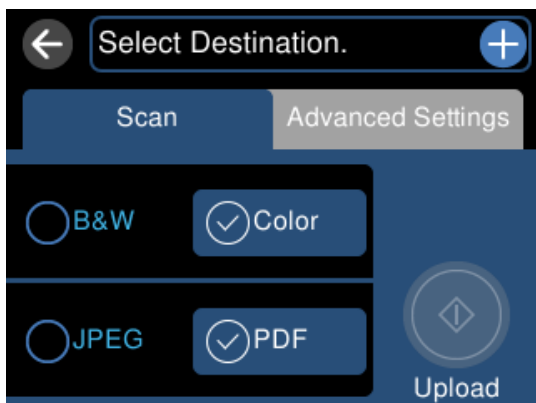 Select Destination.
Scan
Advanced Settings
B&W
Color
JPEG
PDF
Upload